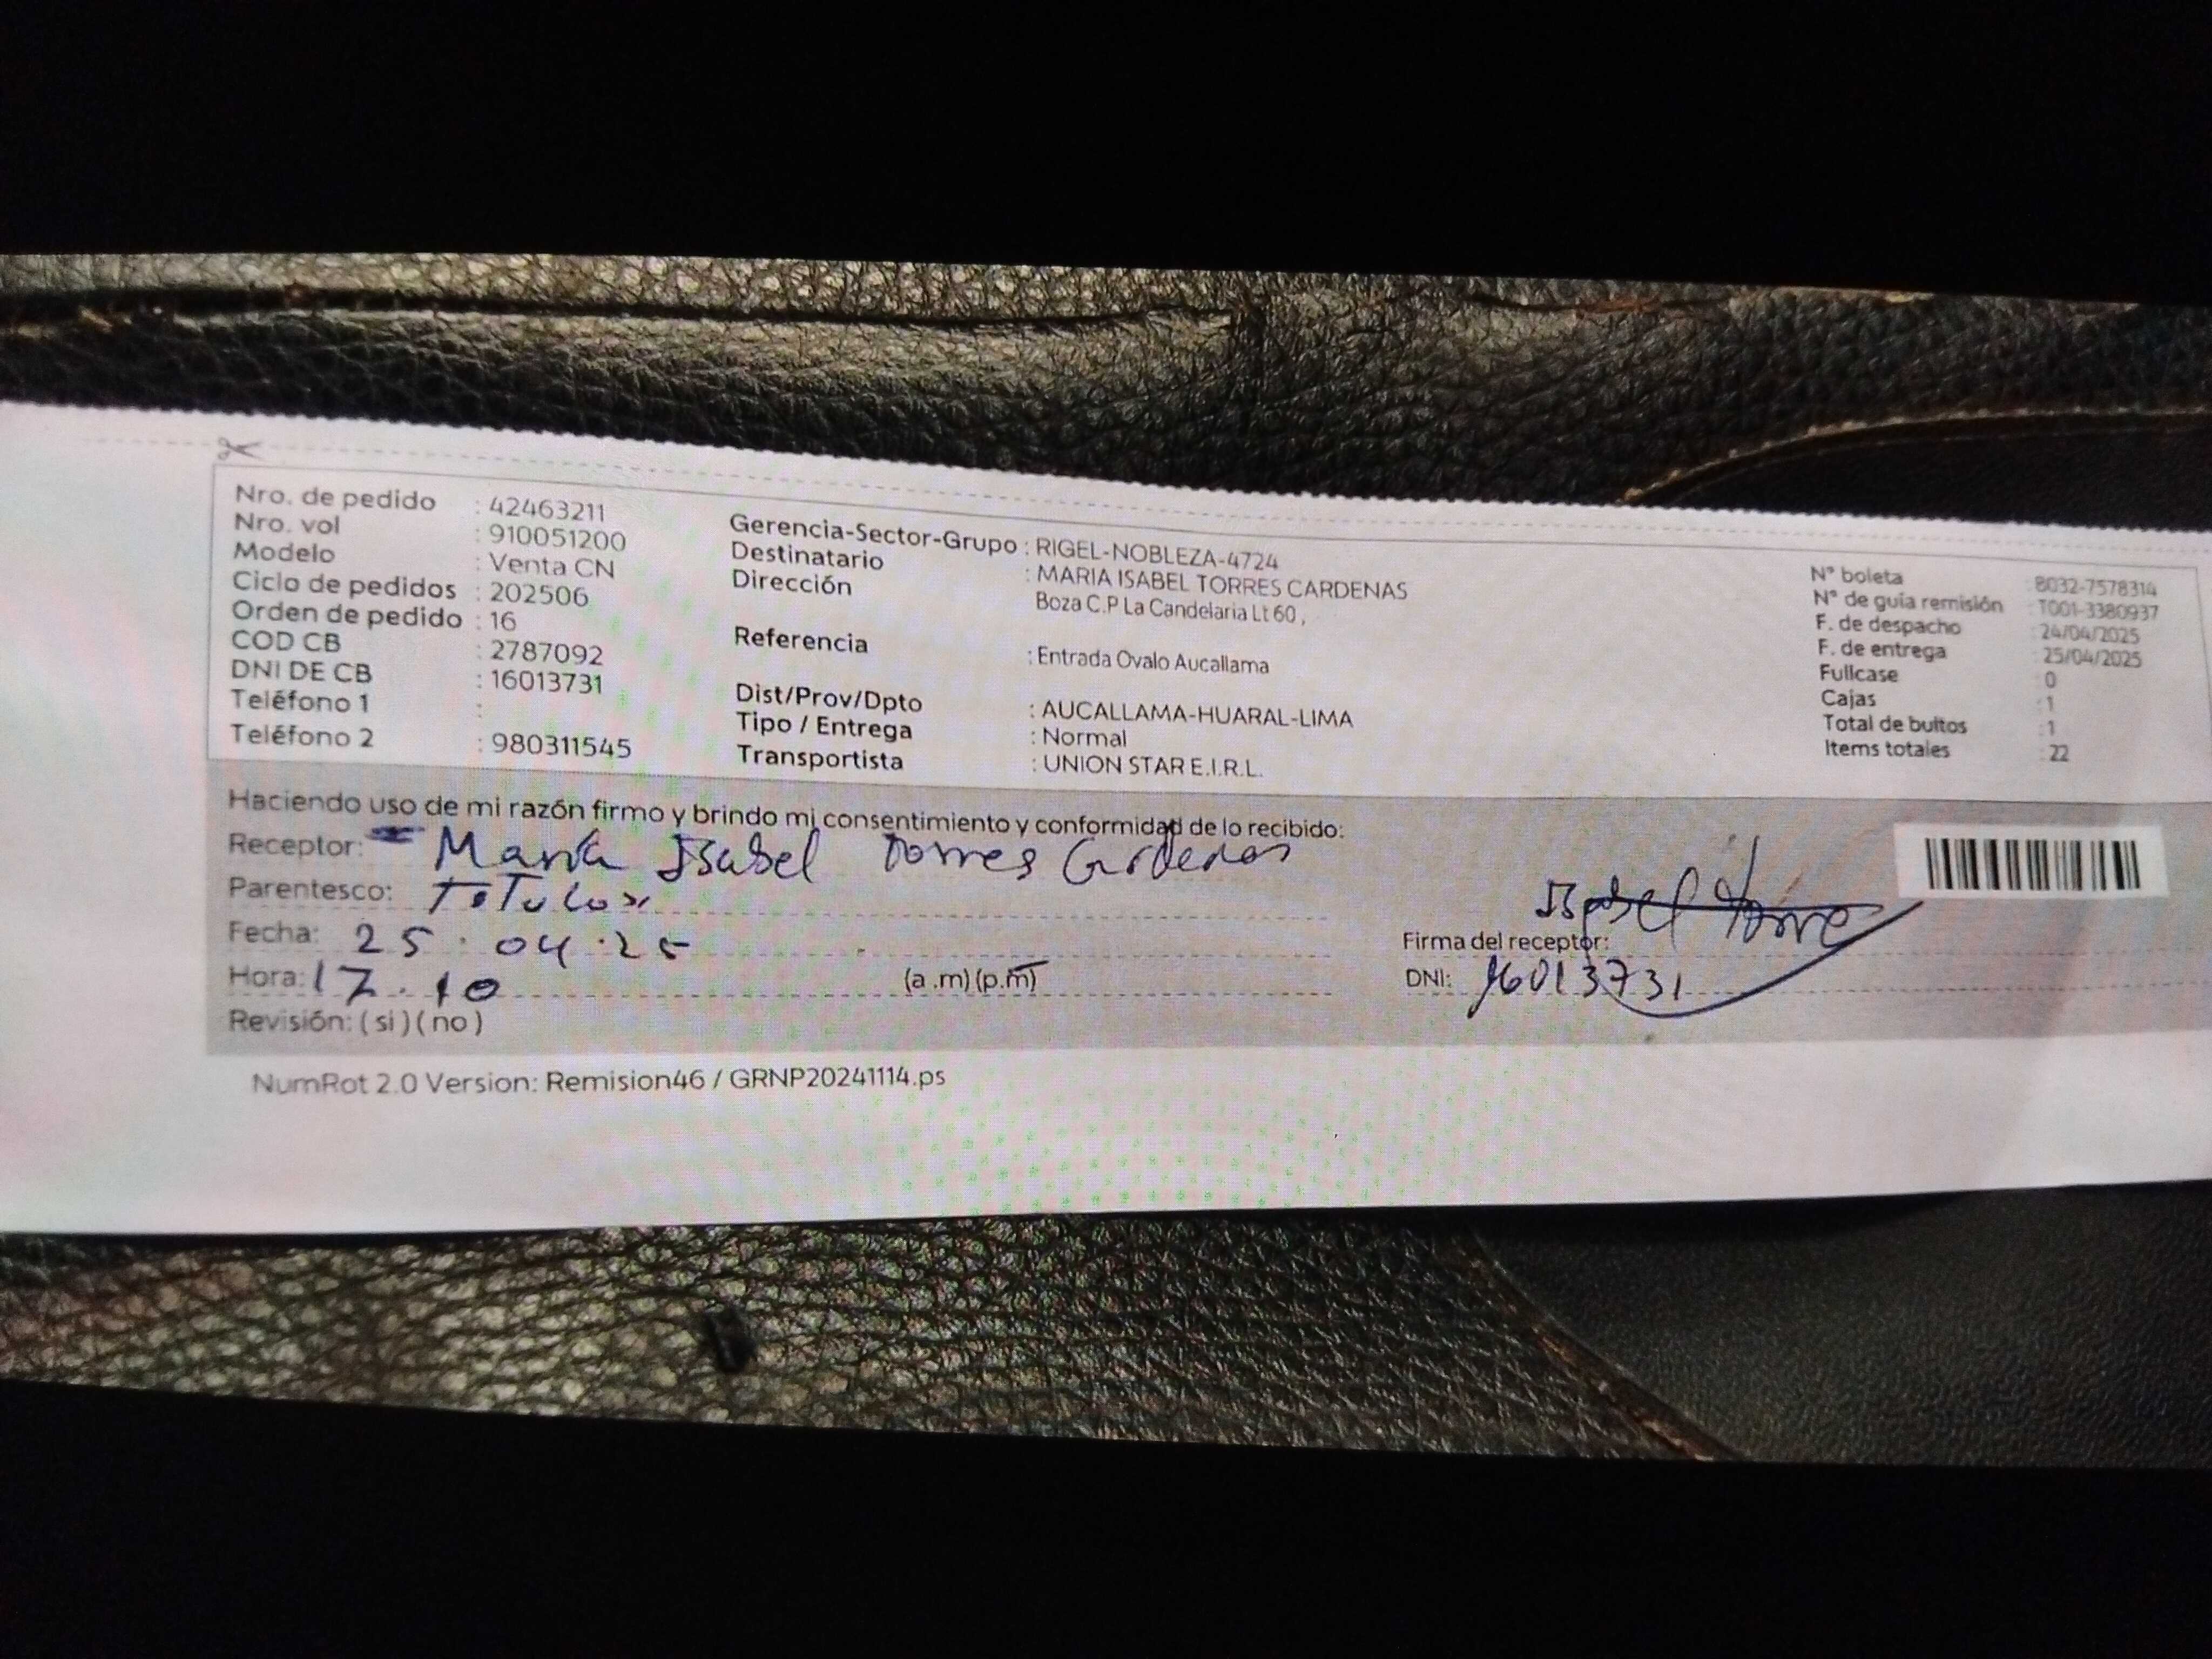 Nro. de pedido : 42463211
Nro. vol : 910051200
Modelo : Venta CN
Ciclo de pedidos : 202506
Orden de pedido : 16
COD CB : 2787092
DNI DE CB : 16013731
Teléfono 1 :
Teléfono 2 : 980311545
Gerencia-Sector-Grupo : RIGEL-NOBLEZA-4724
Destinatario : MARIA ISABEL TORRES CARDENAS
Dirección Boza C.P La Candelaria Lt 60 ,
Referencia : Entrada Ovalo Aucallama
Dist/Prov/Dpto : AUCALLAMA-HUARAL-LIMA
Tipo / Entrega : Normal
Transportista : UNION STAR E.I.R.L.
N° boleta : B032-7578314
N° de guía remisión : T001-3380937
F. de despacho : 24/04/2025
F. de entrega : 25/04/2025
Fullcase : 0
Cajas : 1
Total de bultos : 1
Items totales : 22
Haciendo uso de mi razón firmo y brindo mi consentimiento y conformidad de lo recibido:
Receptor: María Isabel Torres Cárdenas
Parentesco: Titular
Fecha: 25.04.25
Hora: 17.10 (a.m) (p.m)
Revisión: (si) (no)
Isabel Torre
Firma del receptor:
DNI: 16013731
NumRot 2.0 Version: Remision46 / GRNP20241114.ps